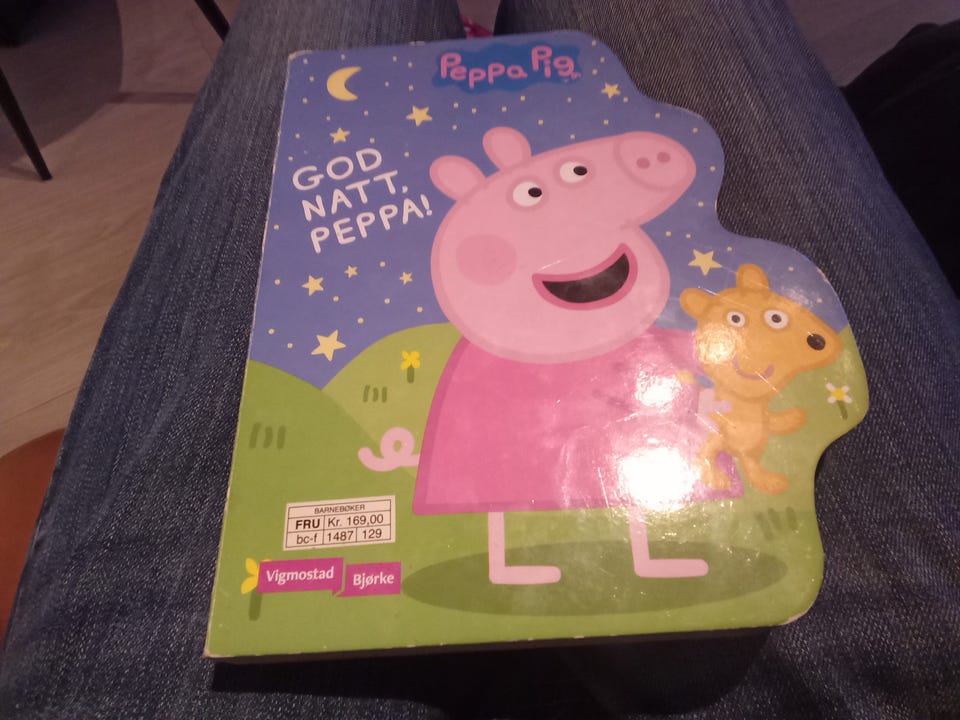 Peppa Pig
GOD
NATT,
PEPPA!
BARNEBØKER
FRU Kr. 169,00
bc-f 1487 129
Vigmostad
Bjørke